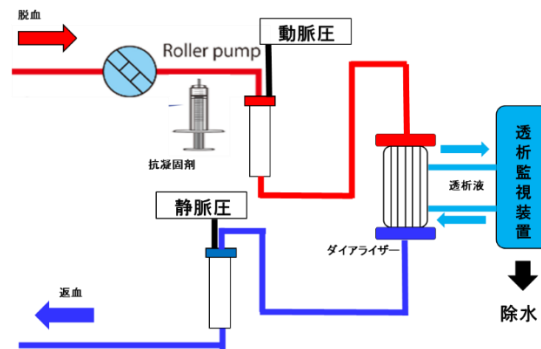 脱血
Roller pump
動脈圧
抗凝固剤
透析液
透析監視装置
静脈圧
ダイアライザー
返血
除水